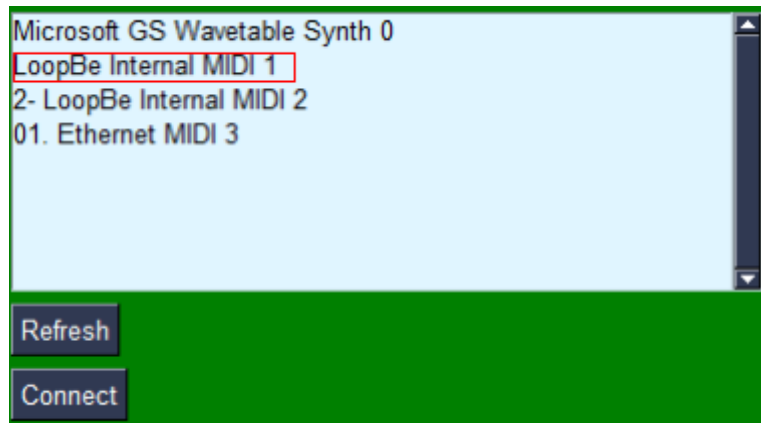 Microsoft GS Wavetable Synth 0
LoopBe Internal MIDI 1
2- LoopBe Internal MIDI 2
01. Ethernet MIDI 3
Refresh
Connect